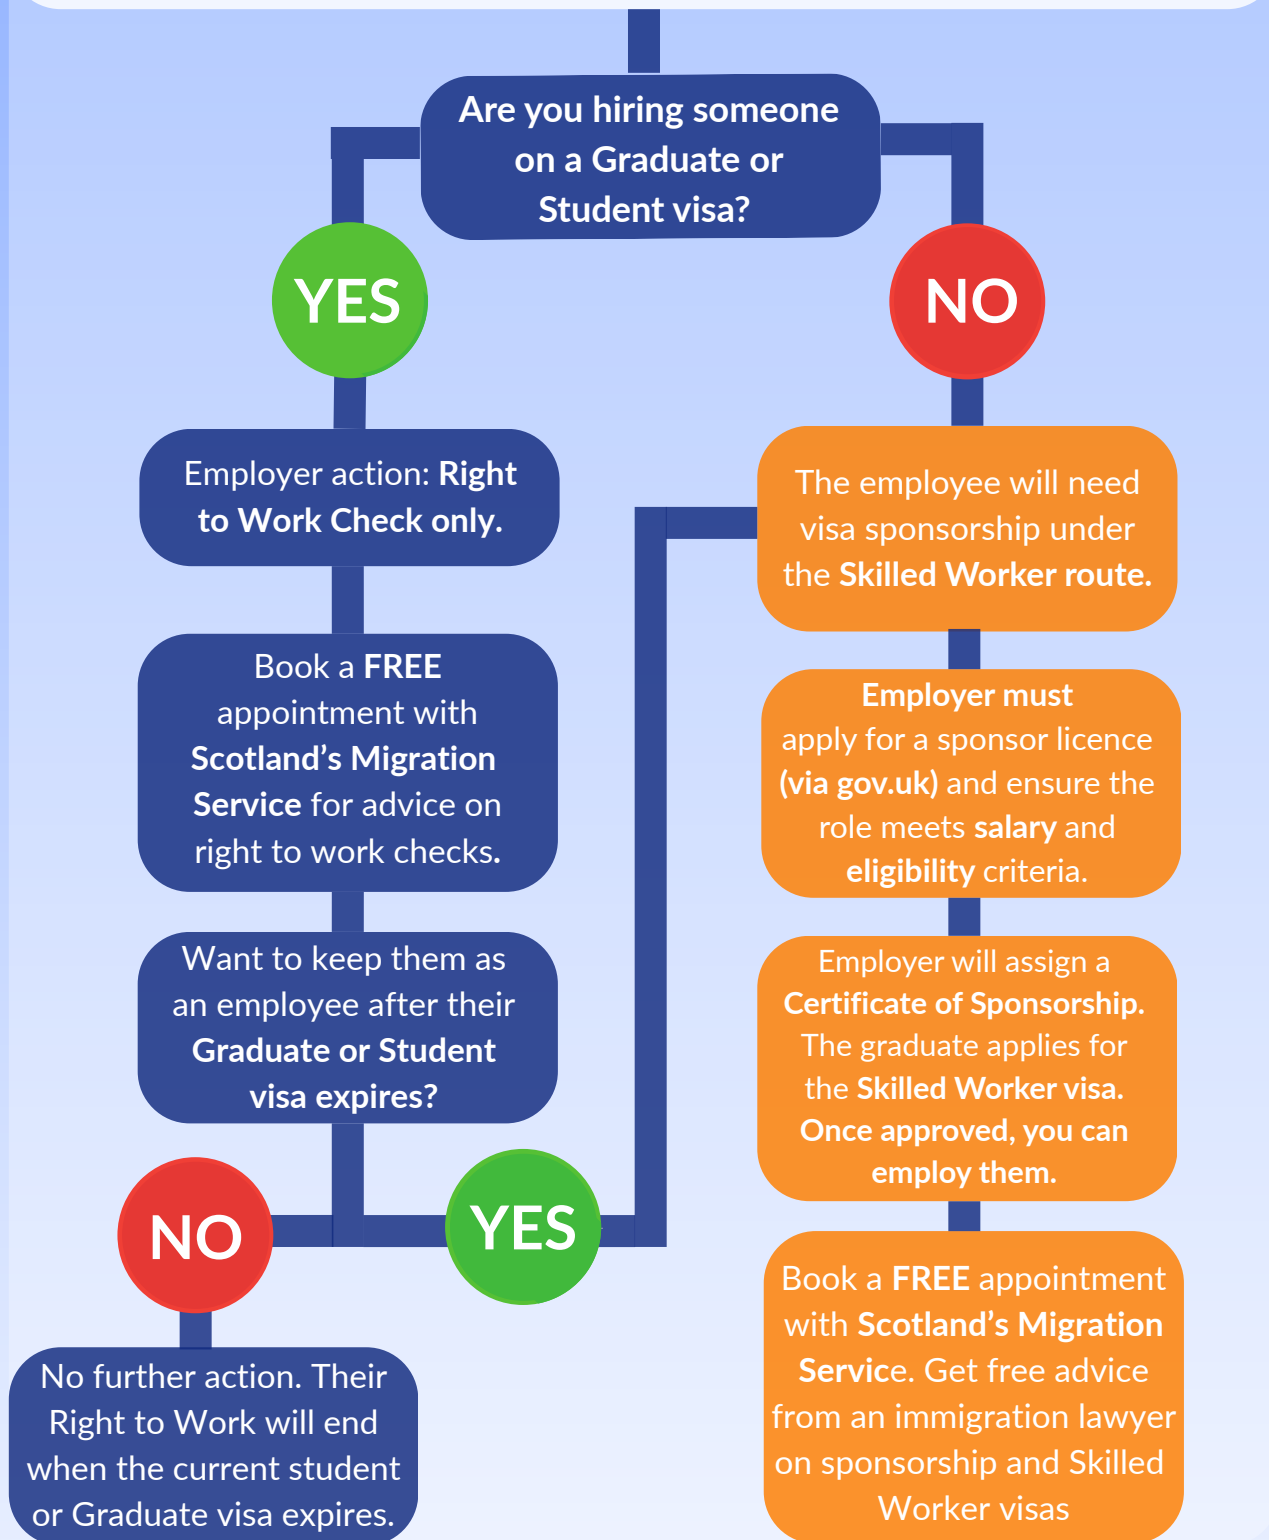 Are you hiring someone
on a Graduate or
Student visa?
YES
NO
Employer action: Right
to Work Check only.
Book a FREE
appointment with
Scotland’s Migration
Service for advice on
right to work checks.
Want to keep them as
an employee after their
Graduate or Student
visa expires?
NO
YES
No further action. Their
Right to Work will end
when the current student
or Graduate visa expires.
The employee will need
visa sponsorship under
the Skilled Worker route.
Employer must
apply for a sponsor licence
(via gov.uk) and ensure the
role meets salary and
eligibility criteria.
Employer will assign a
Certificate of Sponsorship.
The graduate applies for
the Skilled Worker visa.
Once approved, you can
employ them.
Book a FREE appointment
with Scotland’s Migration
Service. Get free advice
from an immigration lawyer
on sponsorship and Skilled
Worker visas